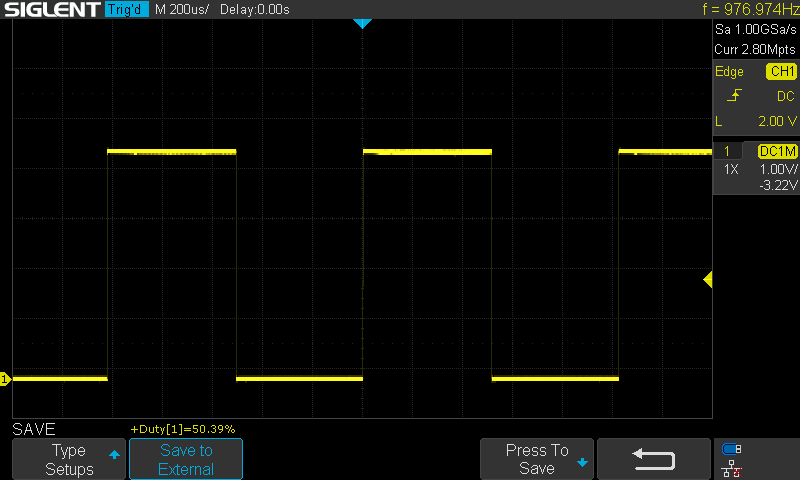 SIGLENT Trig'd M 200us/ Delay:0.00s f = 976.974Hz
Sa 1.00GSa/s
Curr 2.80Mpts
Edge CH1
DC
L 2.00 V
1 DC1M
1X 1.00V/
-3.22V
1
SAVE +Duty[1]=50.39%
Type Setups
Save to External
Press To Save